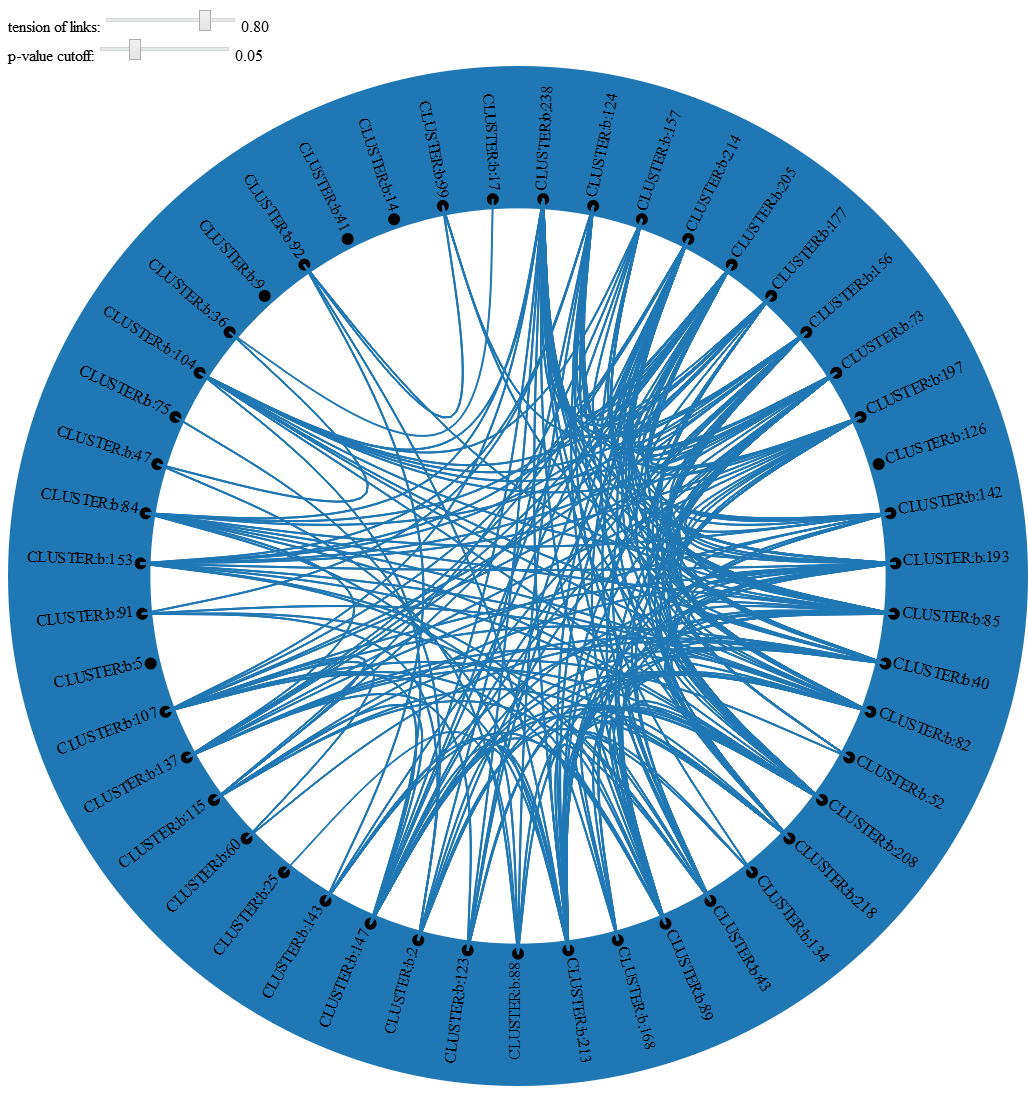 tension of links: 0.80
p-value cutoff: 0.05
CLUSTER:b:238
CLUSTER:b:124
CLUSTER:b:157
CLUSTER:b:214
CLUSTER:b:205
CLUSTER:b:177
CLUSTER:b:156
CLUSTER:b:73
CLUSTER:b:197
CLUSTER:b:126
CLUSTER:b:142
CLUSTER:b:193
CLUSTER:b:85
CLUSTER:b:40
CLUSTER:b:82
CLUSTER:b:52
CLUSTER:b:208
CLUSTER:b:218
CLUSTER:b:134
CLUSTER:b:43
CLUSTER:b:89
CLUSTER:b:168
CLUSTER:b:213
CLUSTER:b:88
CLUSTER:b:123
CLUSTER:b:2
CLUSTER:b:147
CLUSTER:b:143
CLUSTER:b:25
CLUSTER:b:60
CLUSTER:b:115
CLUSTER:b:137
CLUSTER:b:107
CLUSTER:b:5
CLUSTER:b:91
CLUSTER:b:153
CLUSTER:b:84
CLUSTER:b:47
CLUSTER:b:75
CLUSTER:b:104
CLUSTER:b:36
CLUSTER:b:9
CLUSTER:b:92
CLUSTER:b:41
CLUSTER:b:14
CLUSTER:b:99
CLUSTER:b:17